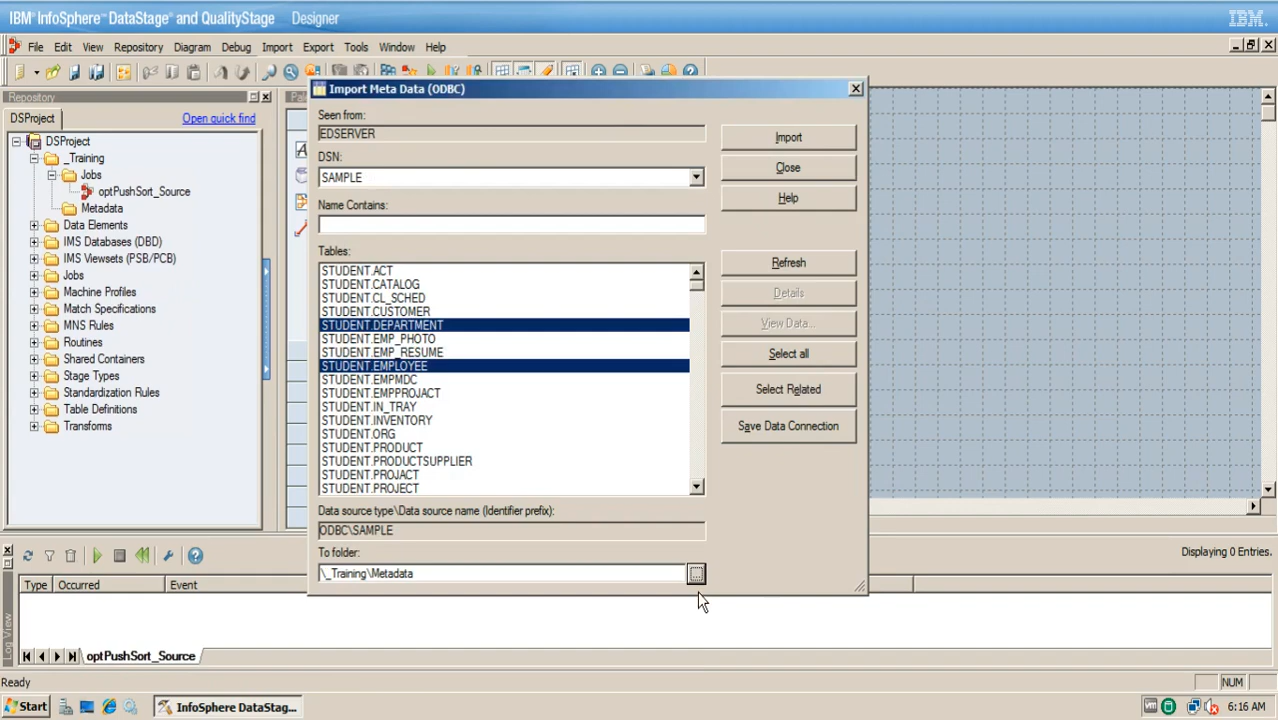 IBM® InfoSphere™ DataStage® and QualityStage Designer
IBM.
File Edit View Repository Diagram Debug Import Export Tools Window Help
Repository
DSProject
Open quick find
DSProject
_Training
Jobs
optPushSort_Source
Metadata
Data Elements
IMS Databases (DBD)
IMS Viewsets (PSB/PCB)
Jobs
Machine Profiles
Match Specifications
MNS Rules
Routines
Shared Containers
Stage Types
Standardization Rules
Table Definitions
Transforms
Import Meta Data (ODBC)
Seen from:
EDSERVER
DSN:
SAMPLE
Name Contains:
Tables:
STUDENT.ACT
STUDENT.CATALOG
STUDENT.CL_SCHED
STUDENT.CUSTOMER
STUDENT.DEPARTMENT
STUDENT.EMP_PHOTO
STUDENT.EMP_RESUME
STUDENT.EMPLOYEE
STUDENT.EMPMDC
STUDENT.EMPPROJACT
STUDENT.IN_TRAY
STUDENT.INVENTORY
STUDENT.ORG
STUDENT.PRODUCT
STUDENT.PRODUCTSUPPLIER
STUDENT.PROJACT
STUDENT.PROJECT
Data source type\Data source name (Identifier prefix):
ODBC\SAMPLE
To folder:
\_Training\Metadata
...
Import
Close
Help
Refresh
Details
View Data...
Select all
Select Related
Save Data Connection
Displaying 0 Entries.
Type Occurred Event
Log View
optPushSort_Source
Ready
NUM
Start
InfoSphere DataStag...
6:16 AM